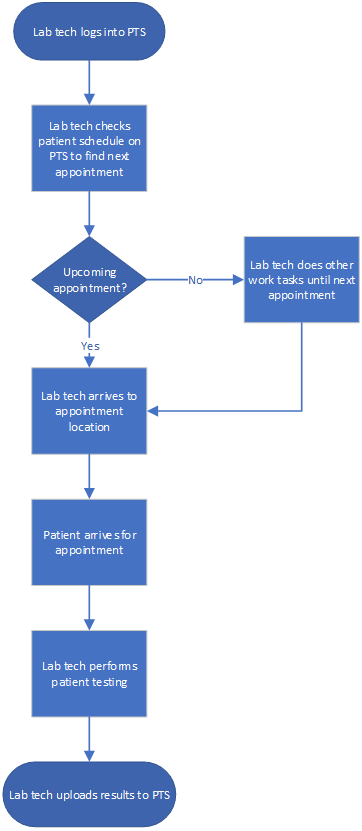 Lab tech logs into PTS
Lab tech checks
patient schedule on
PTS to find next
appointment
Upcoming
appointment?
No
Lab tech does other
work tasks until next
appointment
Yes
Lab tech arrives to
appointment
location
Patient arrives for
appointment
Lab tech performs
patient testing
Lab tech uploads results to PTS